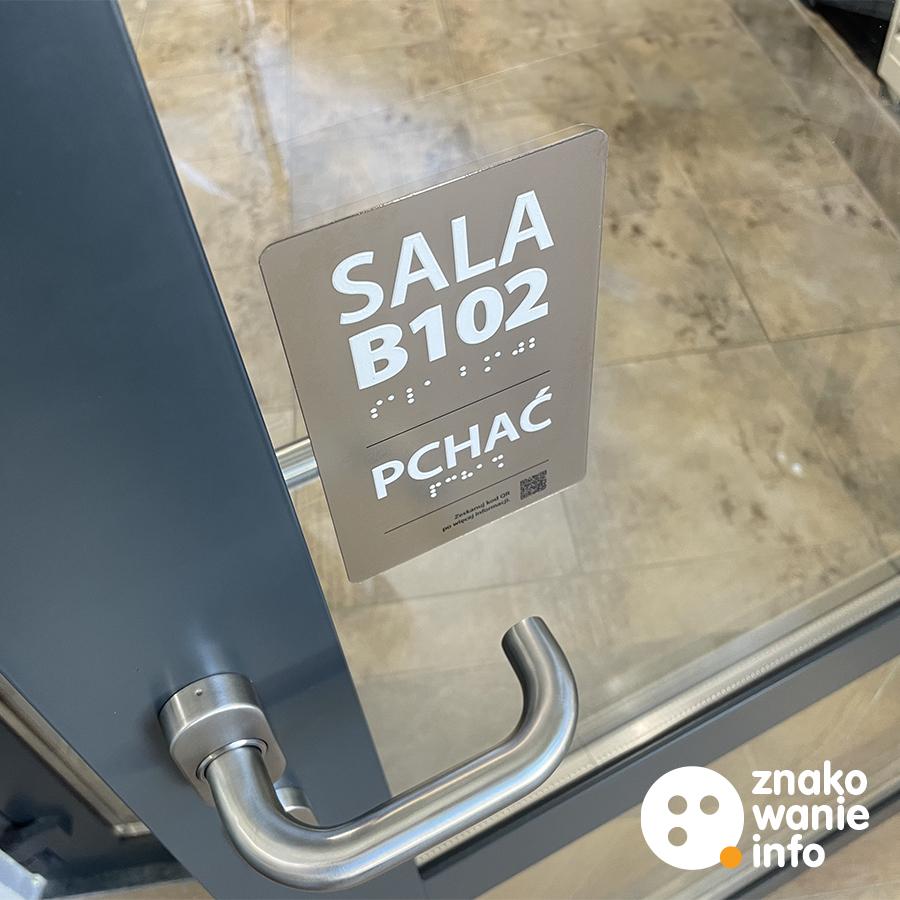 SALA
B102
PCHAĆ
Zeskanuj kod QR
po więcej informacji.
znako
wanie
info